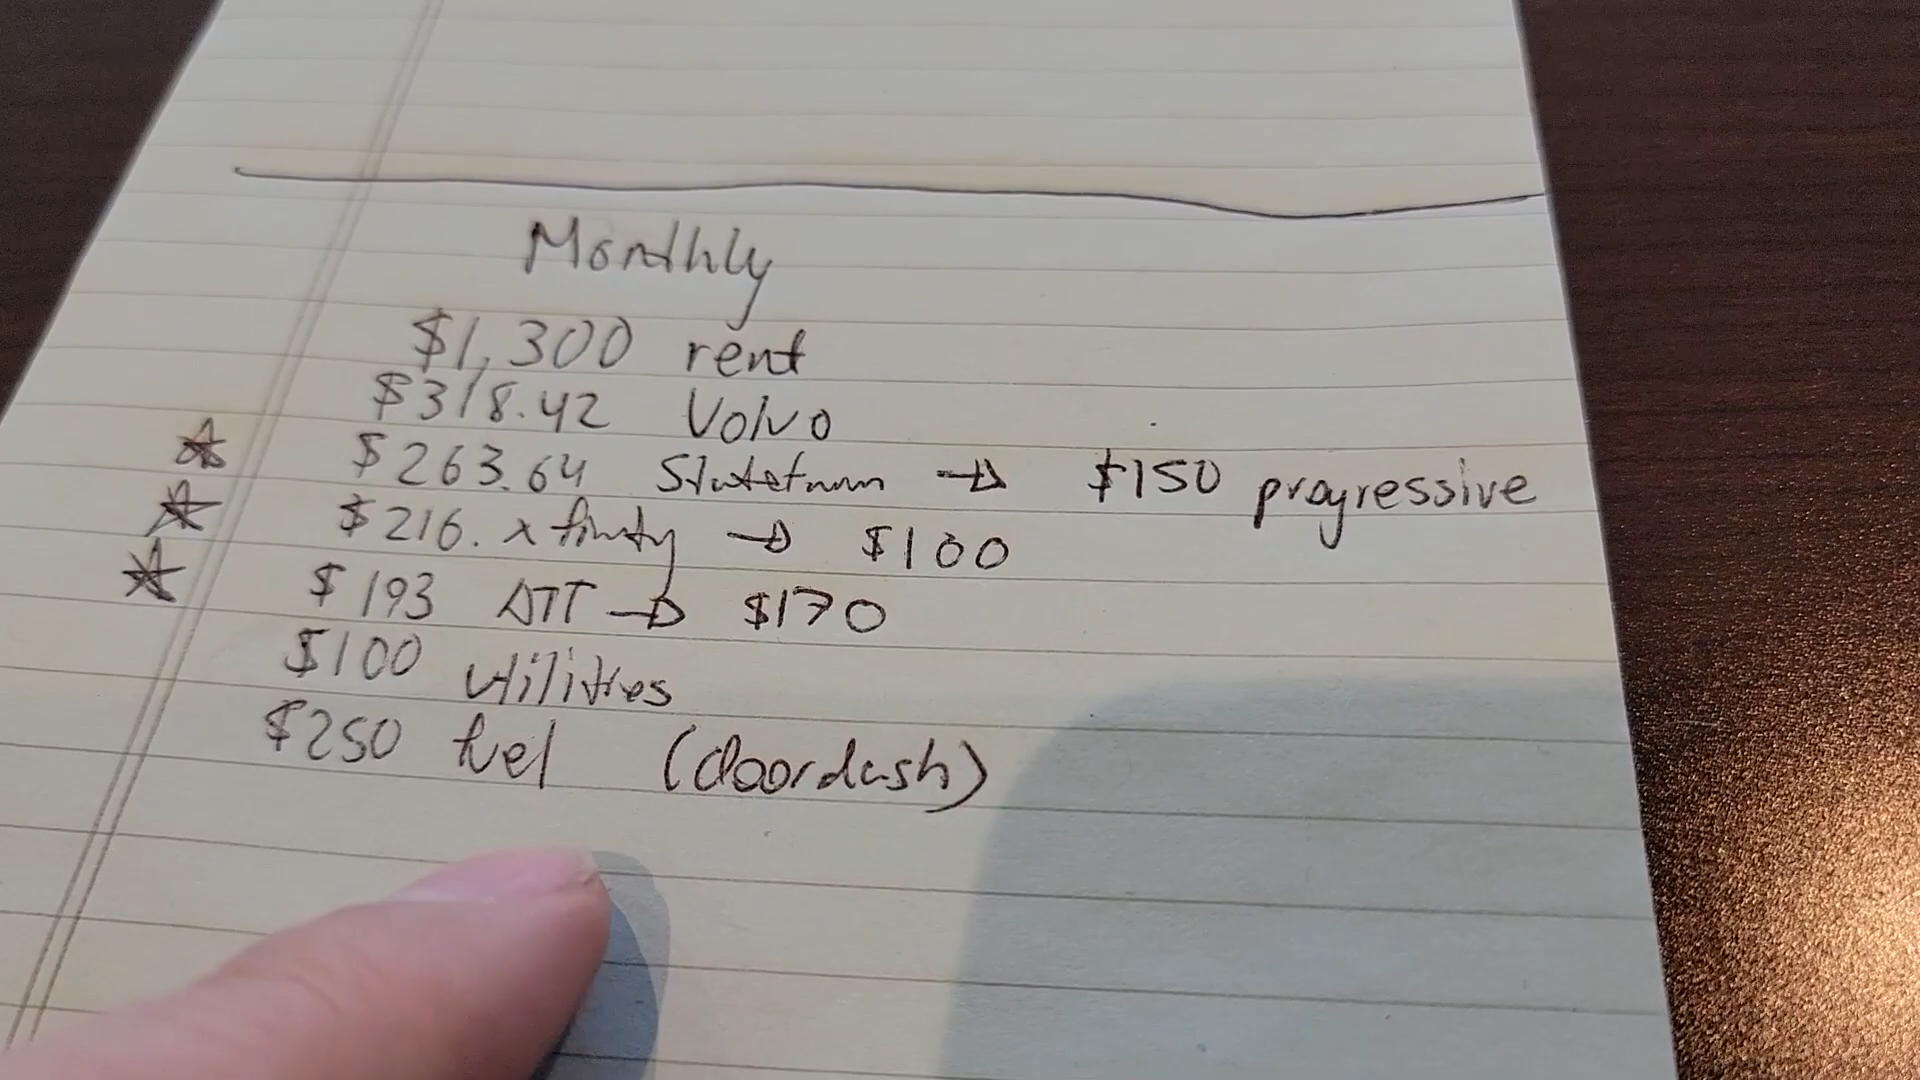 Monthly
$1,300 rent
$318.42 Volvo
☆ $263.64 Statefarm → $150 progressive
☆ $216. xfinity → $100
☆ $193 ATT → $170
$100 utilities
$250 fuel (doordash)